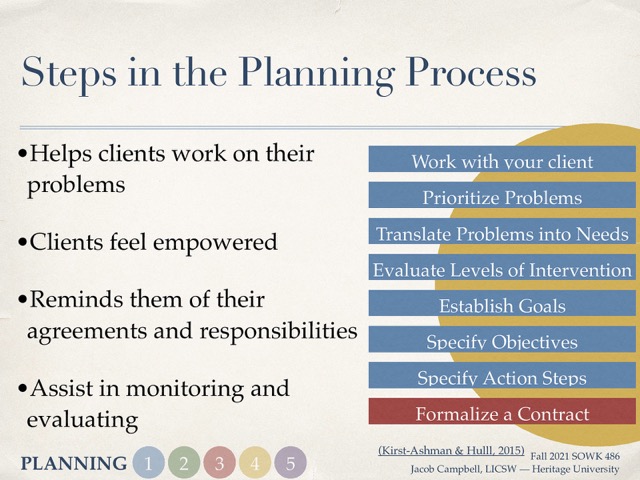 Steps in the Planning Process
•Helps clients work on their
problems
•Clients feel empowered
•Reminds them of their
agreements and responsibilities
•Assist in monitoring and
evaluating
Work with your client
Prioritize Problems
Translate Problems into Needs
Evaluate Levels of Intervention
Establish Goals
Specify Objectives
Specify Action Steps
Formalize a Contract
(Kirst-Ashman & Hulll, 2015)
Fall 2021 SOWK 486
Jacob Campbell, LICSW — Heritage University
PLANNING 1 2 3 4 5